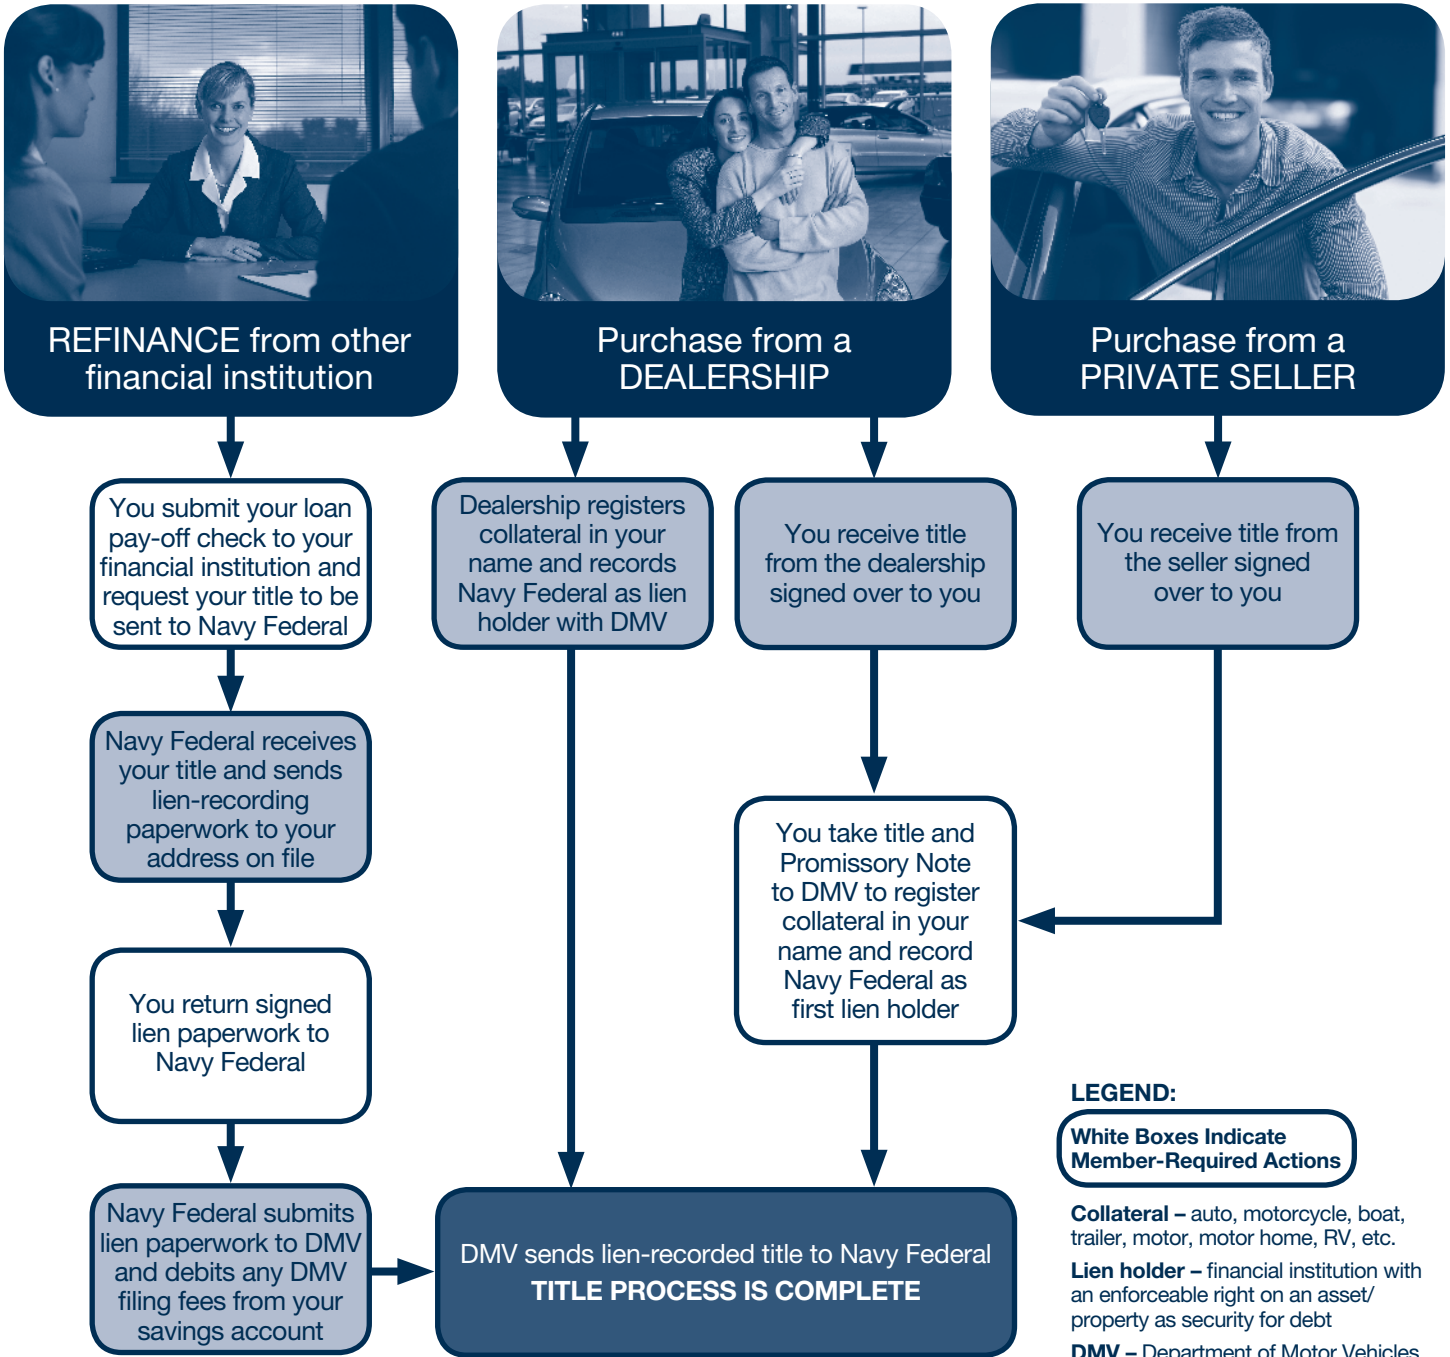 REFINANCE from other
financial institution
Purchase from a
DEALERSHIP
Purchase from a
PRIVATE SELLER
You submit your loan
pay-off check to your
financial institution and
request your title to be
sent to Navy Federal
Dealership registers
collateral in your
name and records
Navy Federal as lien
holder with DMV
You receive title
from the dealership
signed over to you
You receive title from
the seller signed
over to you
Navy Federal receives
your title and sends
lien-recording
paperwork to your
address on file
You take title and
Promissory Note
to DMV to register
collateral in your
name and record
Navy Federal as
first lien holder
You return signed
lien paperwork to
Navy Federal
Navy Federal submits
lien paperwork to DMV
and debits any DMV
filing fees from your
savings account
DMV sends lien-recorded title to Navy Federal
TITLE PROCESS IS COMPLETE
LEGEND:
White Boxes Indicate
Member-Required Actions
Collateral – auto, motorcycle, boat,
trailer, motor, motor home, RV, etc.
Lien holder – financial institution with
an enforceable right on an asset/
property as security for debt
DMV – Department of Motor Vehicles